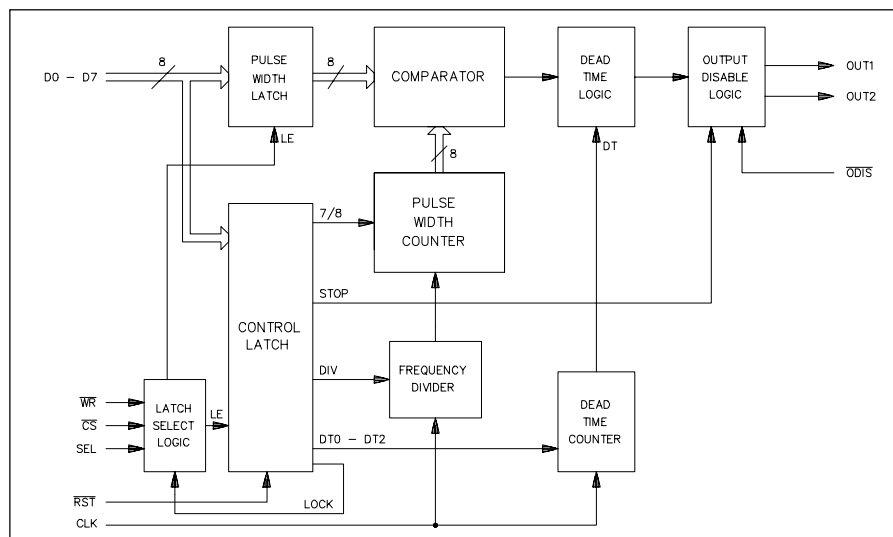 D0 - D7
8
PULSE
WIDTH
LATCH
8
COMPARATOR
DEAD
TIME
LOGIC
OUTPUT
DISABLE
LOGIC
OUT1
OUT2
LE
8
DT
ODIS
7/8
PULSE
WIDTH
COUNTER
STOP
CONTROL
LATCH
DIV
FREQUENCY
DIVIDER
WR
CS
SEL
LATCH
SELECT
LOGIC
LE
DT0 - DT2
DEAD
TIME
COUNTER
RST
LOCK
CLK